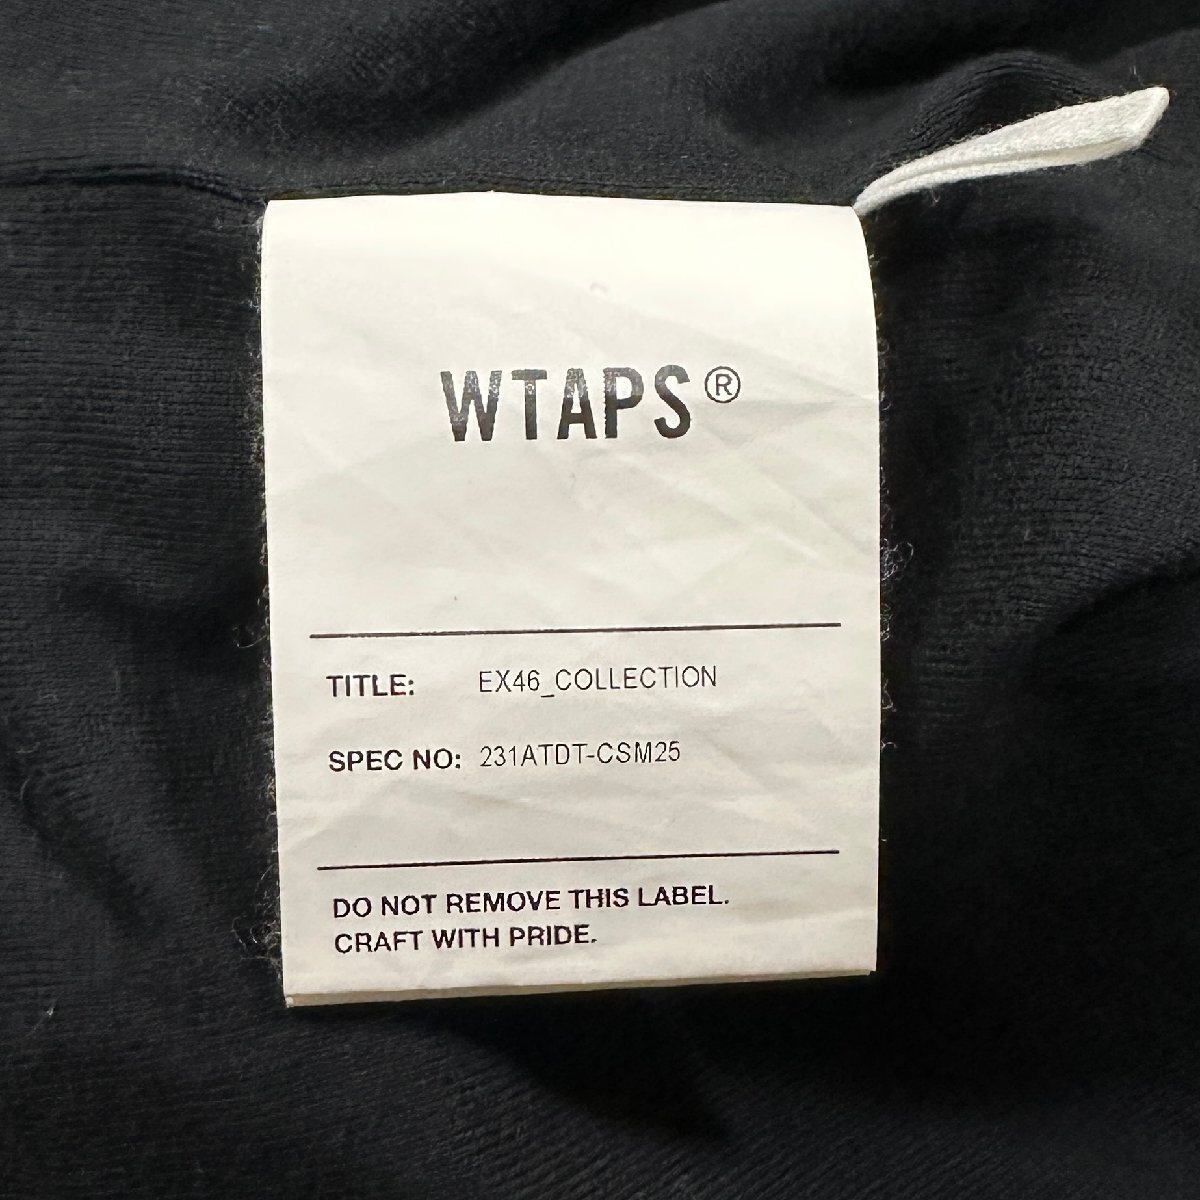 WTAPS®
TITLE: EX46_COLLECTION
SPEC NO: 231ATDT-CSM25
DO NOT REMOVE THIS LABEL.
CRAFT WITH PRIDE.